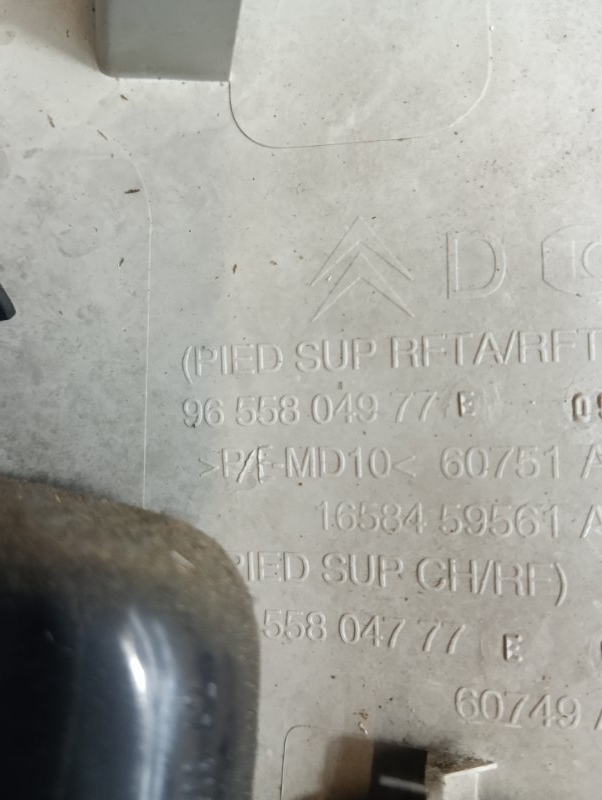 D
(PIED SUP RFTA/RFT
96 558 049 77 E 09
>P/E-MD10< 60751 A
16584 59561 A
PIED SUP CH/RF)
558 047 77 E
60749 A